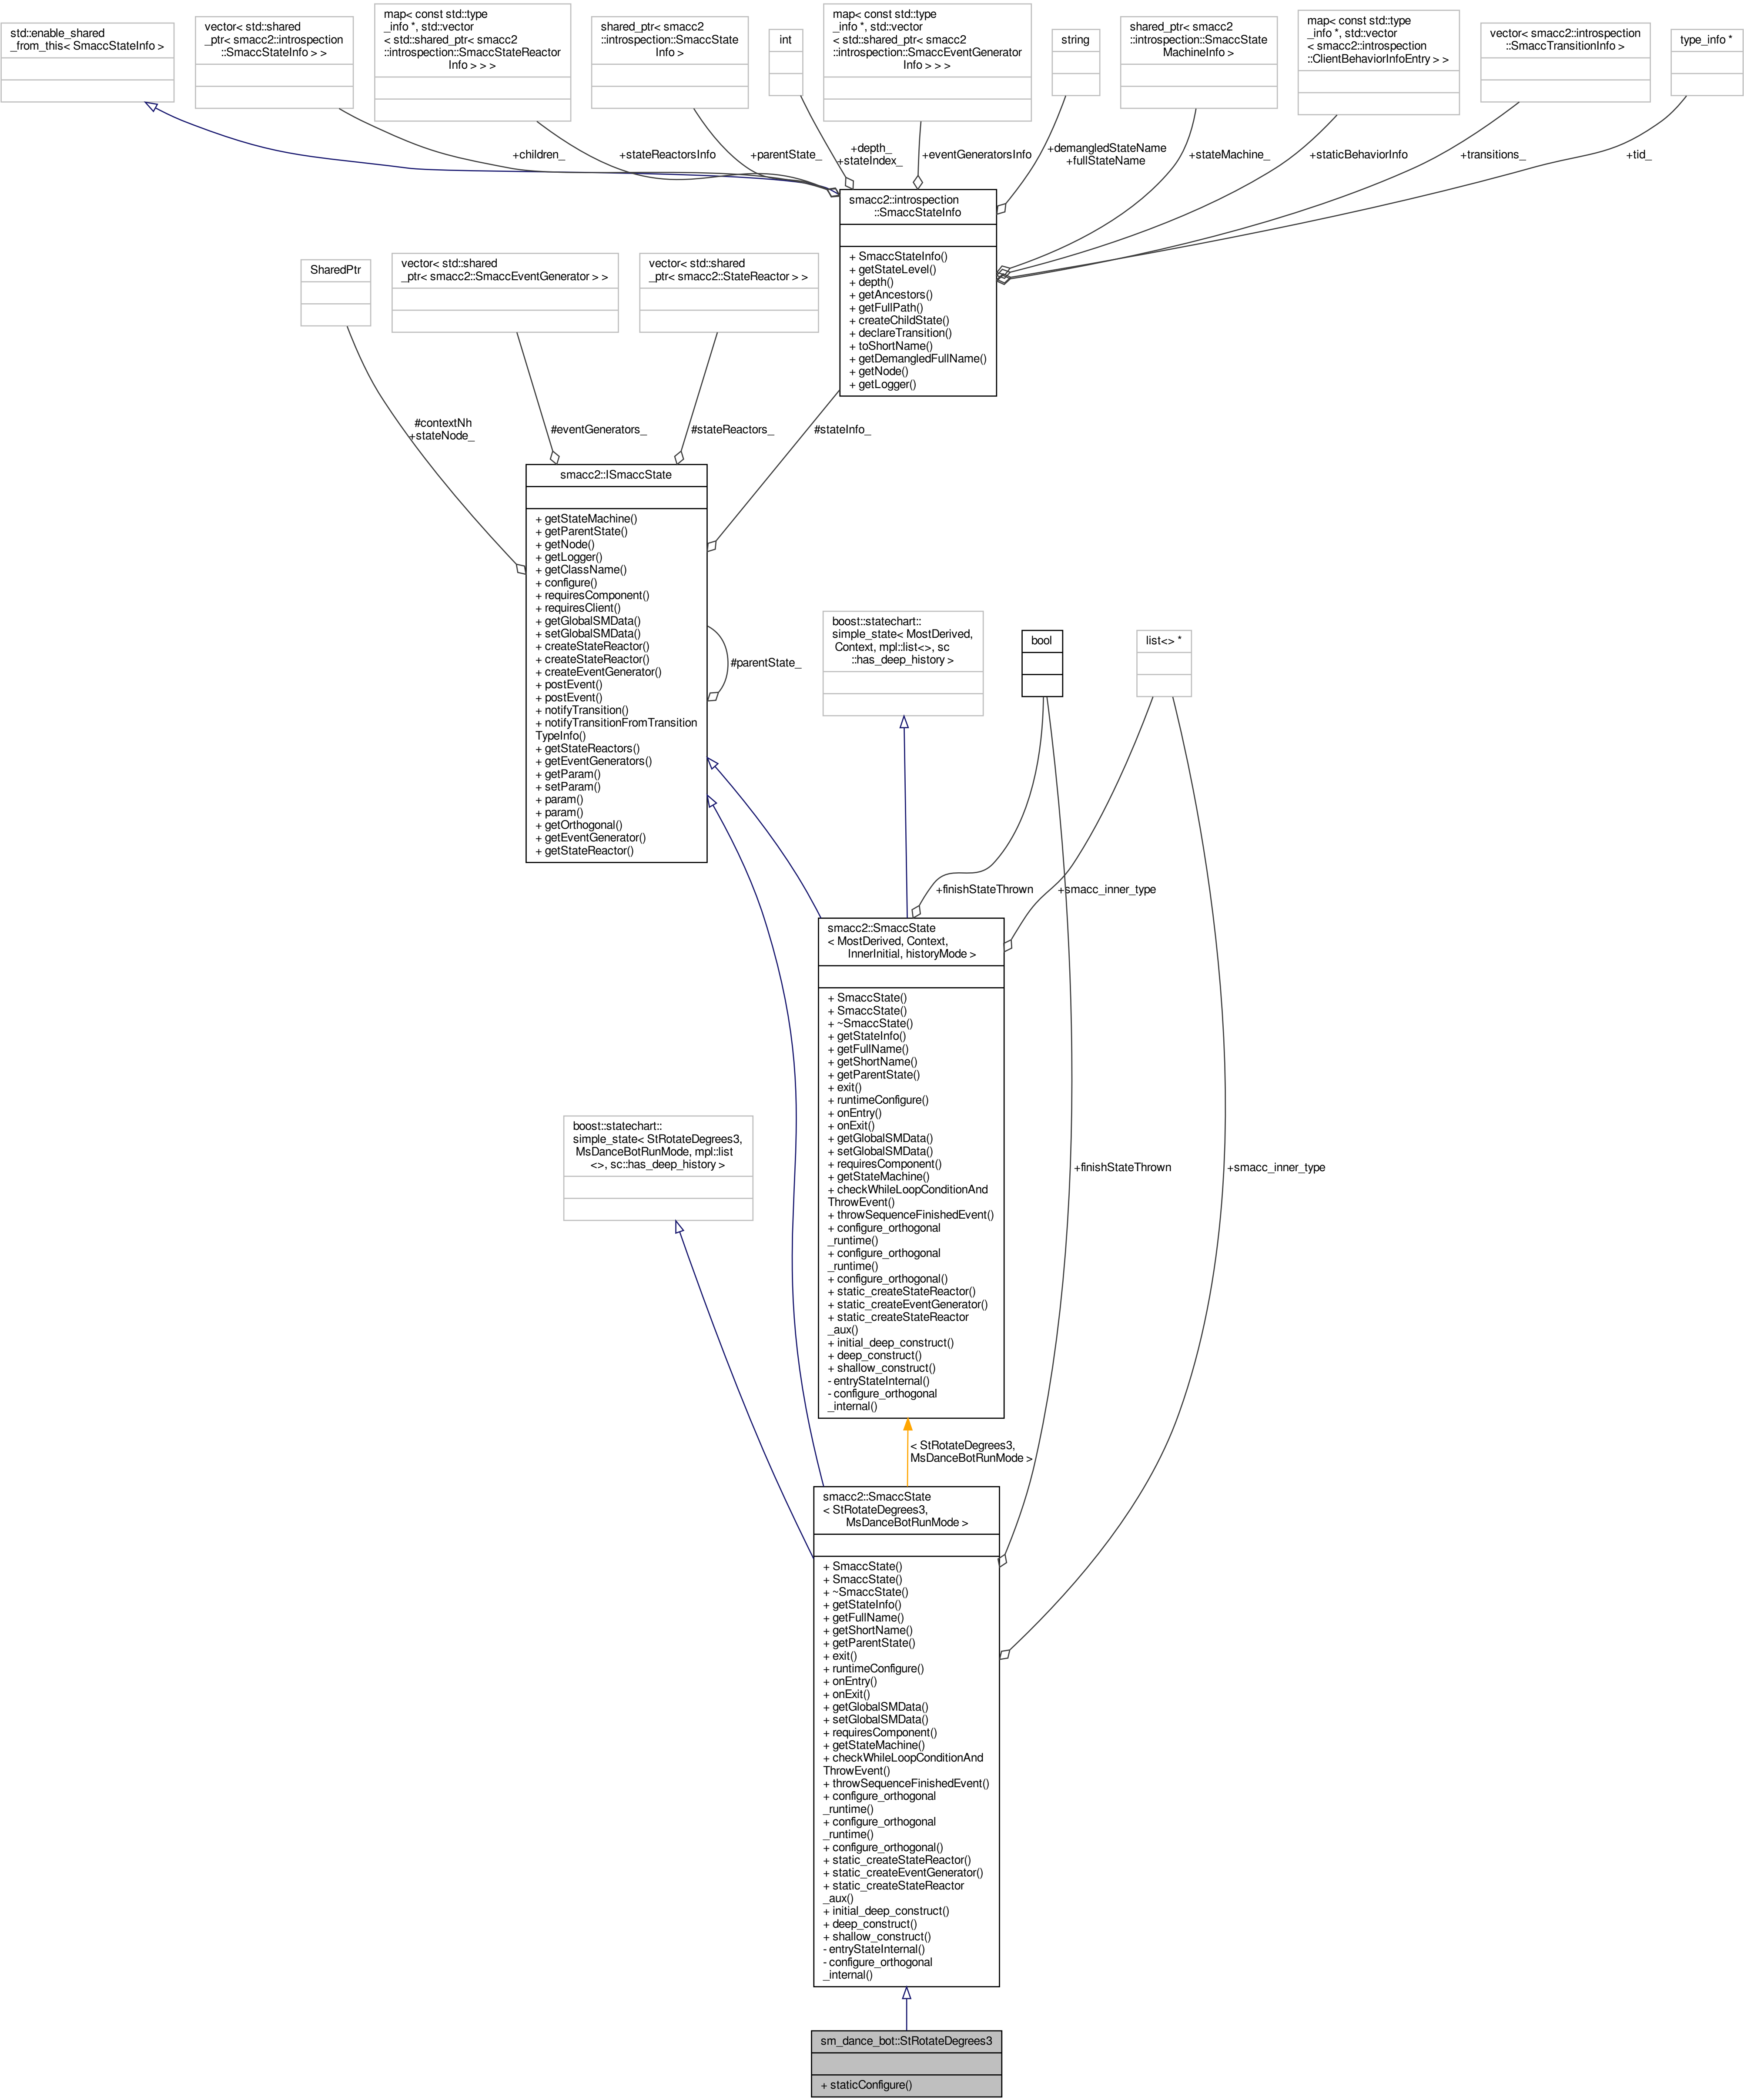 std::enable_shared
_from_this< SmaccStateInfo >
vector< std::shared
_ptr< smacc2::introspection
::SmaccStateInfo > >
map< const std::type
_info *, std::vector
< std::shared_ptr< smacc2
::introspection::SmaccStateReactor
Info > > >
shared_ptr< smacc2
::introspection::SmaccState
Info >
int
map< const std::type
_info *, std::vector
< std::shared_ptr< smacc2
::introspection::SmaccEventGenerator
Info > > >
string
shared_ptr< smacc2
::introspection::SmaccState
MachineInfo >
map< const std::type
_info *, std::vector
< smacc2::introspection
::ClientBehaviorInfoEntry > >
vector< smacc2::introspection
::SmaccTransitionInfo >
type_info *
+children_
+stateReactorsInfo
+parentState_
+depth_
+stateIndex_
+eventGeneratorsInfo
+demangledStateName
+fullStateName
+stateMachine_
+staticBehaviorInfo
+transitions_
+tid_
smacc2::introspection
::SmaccStateInfo
+ SmaccStateInfo()
+ getStateLevel()
+ depth()
+ getAncestors()
+ getFullPath()
+ createChildState()
+ declareTransition()
+ toShortName()
+ getDemangledFullName()
+ getNode()
+ getLogger()
SharedPtr
vector< std::shared
_ptr< smacc2::SmaccEventGenerator > >
vector< std::shared
_ptr< smacc2::StateReactor > >
#contextNh
+stateNode_
#eventGenerators_
#stateReactors_
#stateInfo_
smacc2::ISmaccState
+ getStateMachine()
+ getParentState()
+ getNode()
+ getLogger()
+ getClassName()
+ configure()
+ requiresComponent()
+ requiresClient()
+ getGlobalSMData()
+ setGlobalSMData()
+ createStateReactor()
+ createStateReactor()
+ createEventGenerator()
+ postEvent()
+ postEvent()
+ notifyTransition()
+ notifyTransitionFromTransition
TypeInfo()
+ getStateReactors()
+ getEventGenerators()
+ getParam()
+ setParam()
+ param()
+ param()
+ getOrthogonal()
+ getEventGenerator()
+ getStateReactor()
#parentState_
boost::statechart::
simple_state< MostDerived,
Context, mpl::list<>, sc
::has_deep_history >
bool
list<> *
+finishStateThrown
+smacc_inner_type
smacc2::SmaccState
< MostDerived, Context,
InnerInitial, historyMode >
+ SmaccState()
+ SmaccState()
+ ~SmaccState()
+ getStateInfo()
+ getFullName()
+ getShortName()
+ getParentState()
+ exit()
+ runtimeConfigure()
+ onEntry()
+ onExit()
+ getGlobalSMData()
+ setGlobalSMData()
+ requiresComponent()
+ getStateMachine()
+ checkWhileLoopConditionAnd
ThrowEvent()
+ throwSequenceFinishedEvent()
+ configure_orthogonal
_runtime()
+ configure_orthogonal
_runtime()
+ configure_orthogonal()
+ static_createStateReactor()
+ static_createEventGenerator()
+ static_createStateReactor
_aux()
+ initial_deep_construct()
+ deep_construct()
+ shallow_construct()
- entryStateInternal()
- configure_orthogonal
_internal()
boost::statechart::
simple_state< StRotateDegrees3,
MsDanceBotRunMode, mpl::list
<>, sc::has_deep_history >
+finishStateThrown
+smacc_inner_type
< StRotateDegrees3,
MsDanceBotRunMode >
smacc2::SmaccState
< StRotateDegrees3,
MsDanceBotRunMode >
+ SmaccState()
+ SmaccState()
+ ~SmaccState()
+ getStateInfo()
+ getFullName()
+ getShortName()
+ getParentState()
+ exit()
+ runtimeConfigure()
+ onEntry()
+ onExit()
+ getGlobalSMData()
+ setGlobalSMData()
+ requiresComponent()
+ getStateMachine()
+ checkWhileLoopConditionAnd
ThrowEvent()
+ throwSequenceFinishedEvent()
+ configure_orthogonal
_runtime()
+ configure_orthogonal
_runtime()
+ configure_orthogonal()
+ static_createStateReactor()
+ static_createEventGenerator()
+ static_createStateReactor
_aux()
+ initial_deep_construct()
+ deep_construct()
+ shallow_construct()
- entryStateInternal()
- configure_orthogonal
_internal()
sm_dance_bot::StRotateDegrees3
+ staticConfigure()